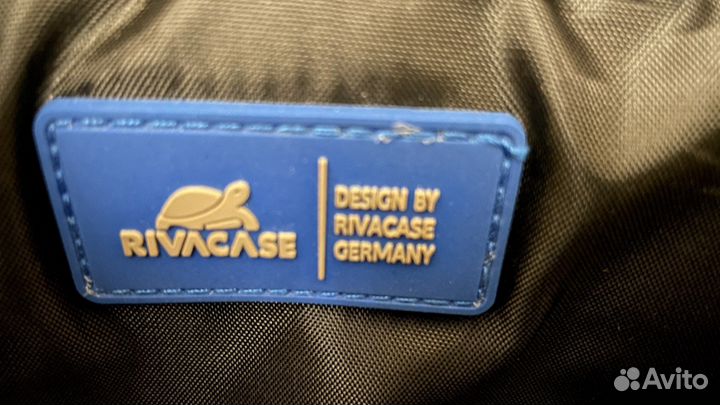 RIVACASE
DESIGN BY
RIVACASE
GERMANY
Avito